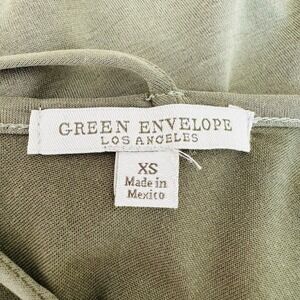 GREEN ENVELOPE
LOS ANGELES
XS
Made in
Mexico